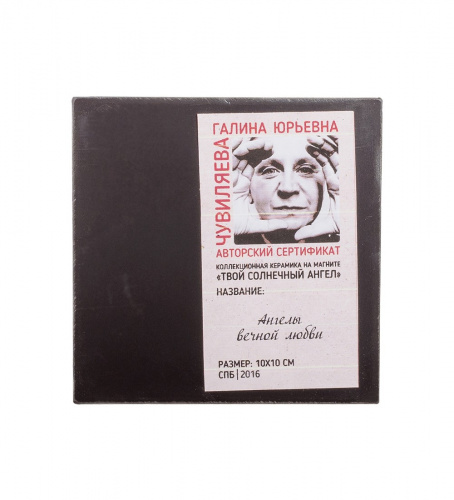 ГАЛИНА ЮРЬЕВНА
ЧУВИЛЯЕВА
АВТОРСКИЙ СЕРТИФИКАТ
КОЛЛЕКЦИОННАЯ КЕРАМИКА НА МАГНИТЕ
«ТВОЙ СОЛНЕЧНЫЙ АНГЕЛ»
НАЗВАНИЕ:
Ангелы
вечной любви
РАЗМЕР: 10Х10 СМ
СПБ | 2016